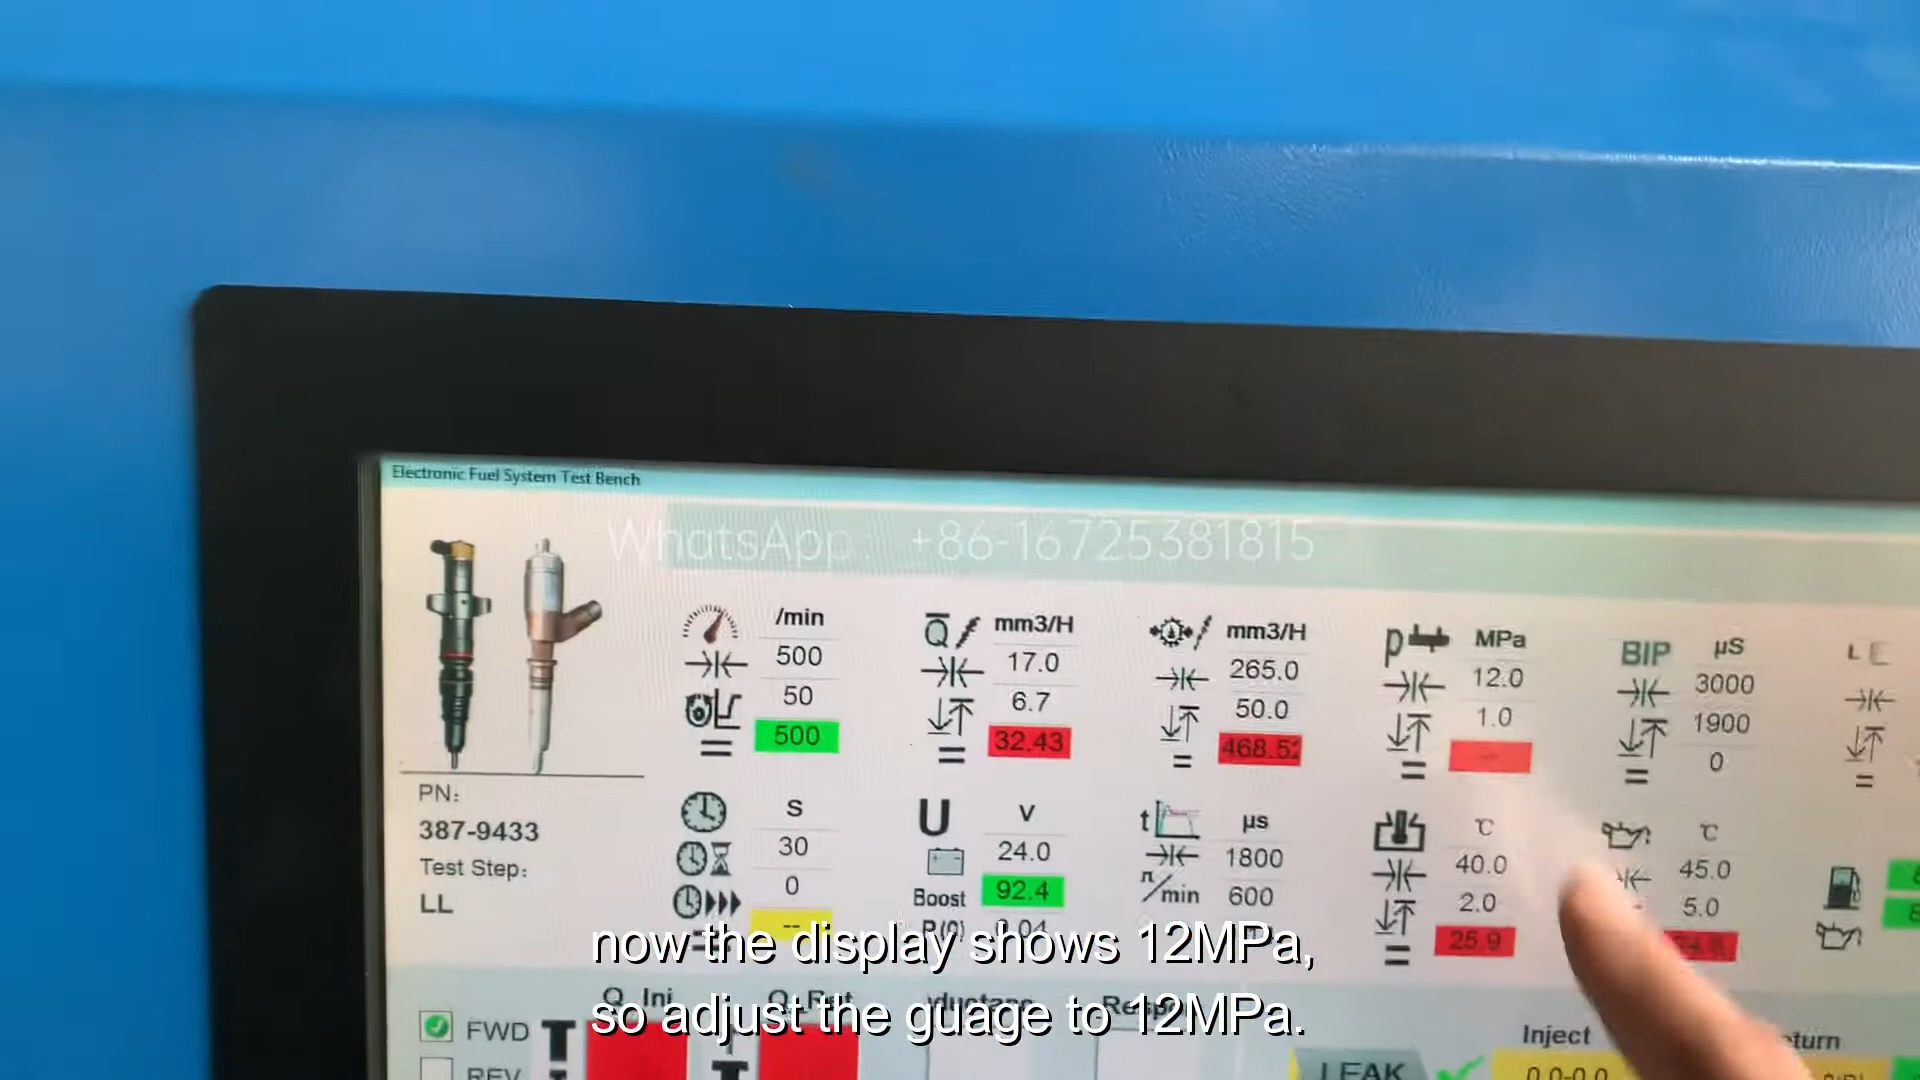 Electronic Fuel System Test Bench
WhatsApp: +86-16725381815
/min
500
50
500
mm3/H
17.0
6.7
32.43
mm3/H
265.0
50.0
468.52
p MPa
12.0
1.0
BIP µS
3000
1900
0
PN:
387-9433
Test Step:
LL
S
30
0
--
U V
24.0
Boost 92.4
R(0) 0.04
t µs
1800
/min 600
℃
40.0
2.0
25.9
℃
45.0
5.0
now the display shows 12MPa,
so adjust the guage to 12MPa.
FWD
REV
Inject
LEAK
0.0-0.0